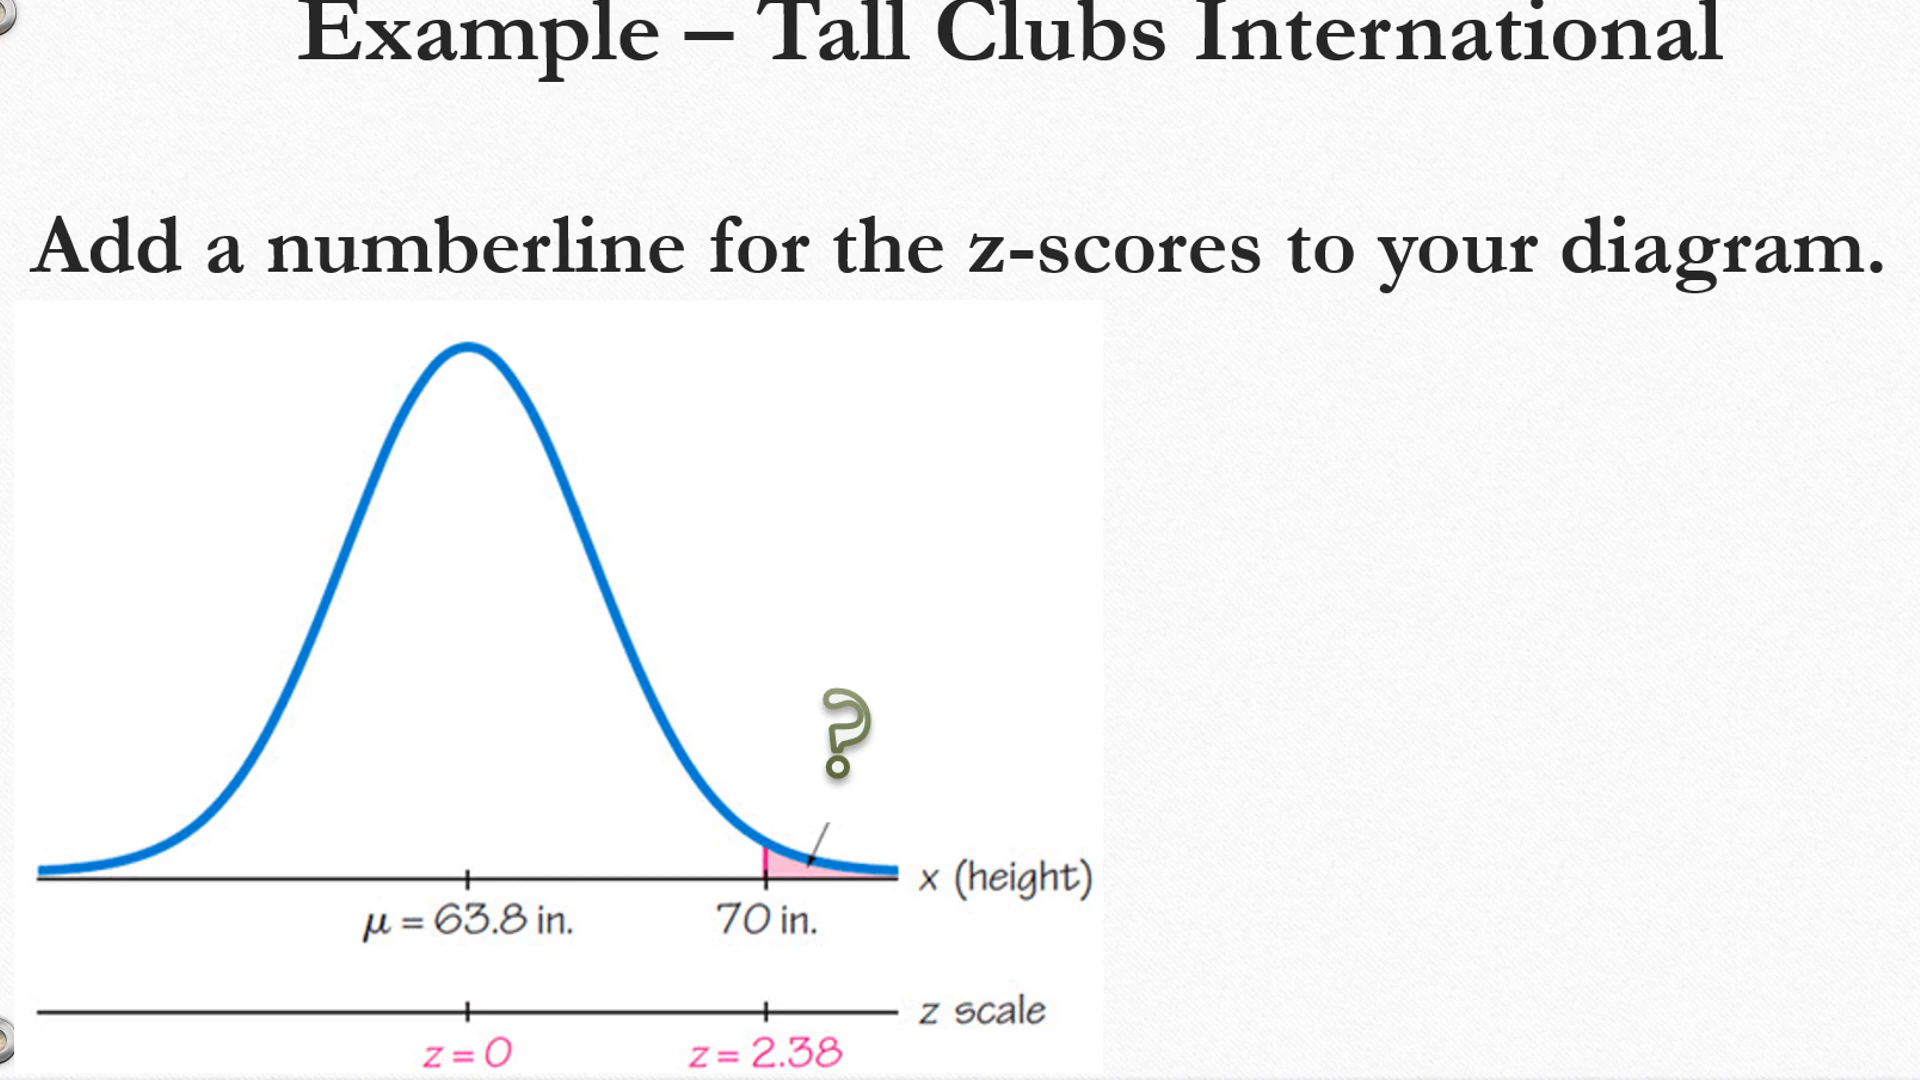 Example – Tall Clubs International
Add a numberline for the z-scores to your diagram.
?
x (height)
μ = 63.8 in.
70 in.
z scale
z = 0
z = 2.38